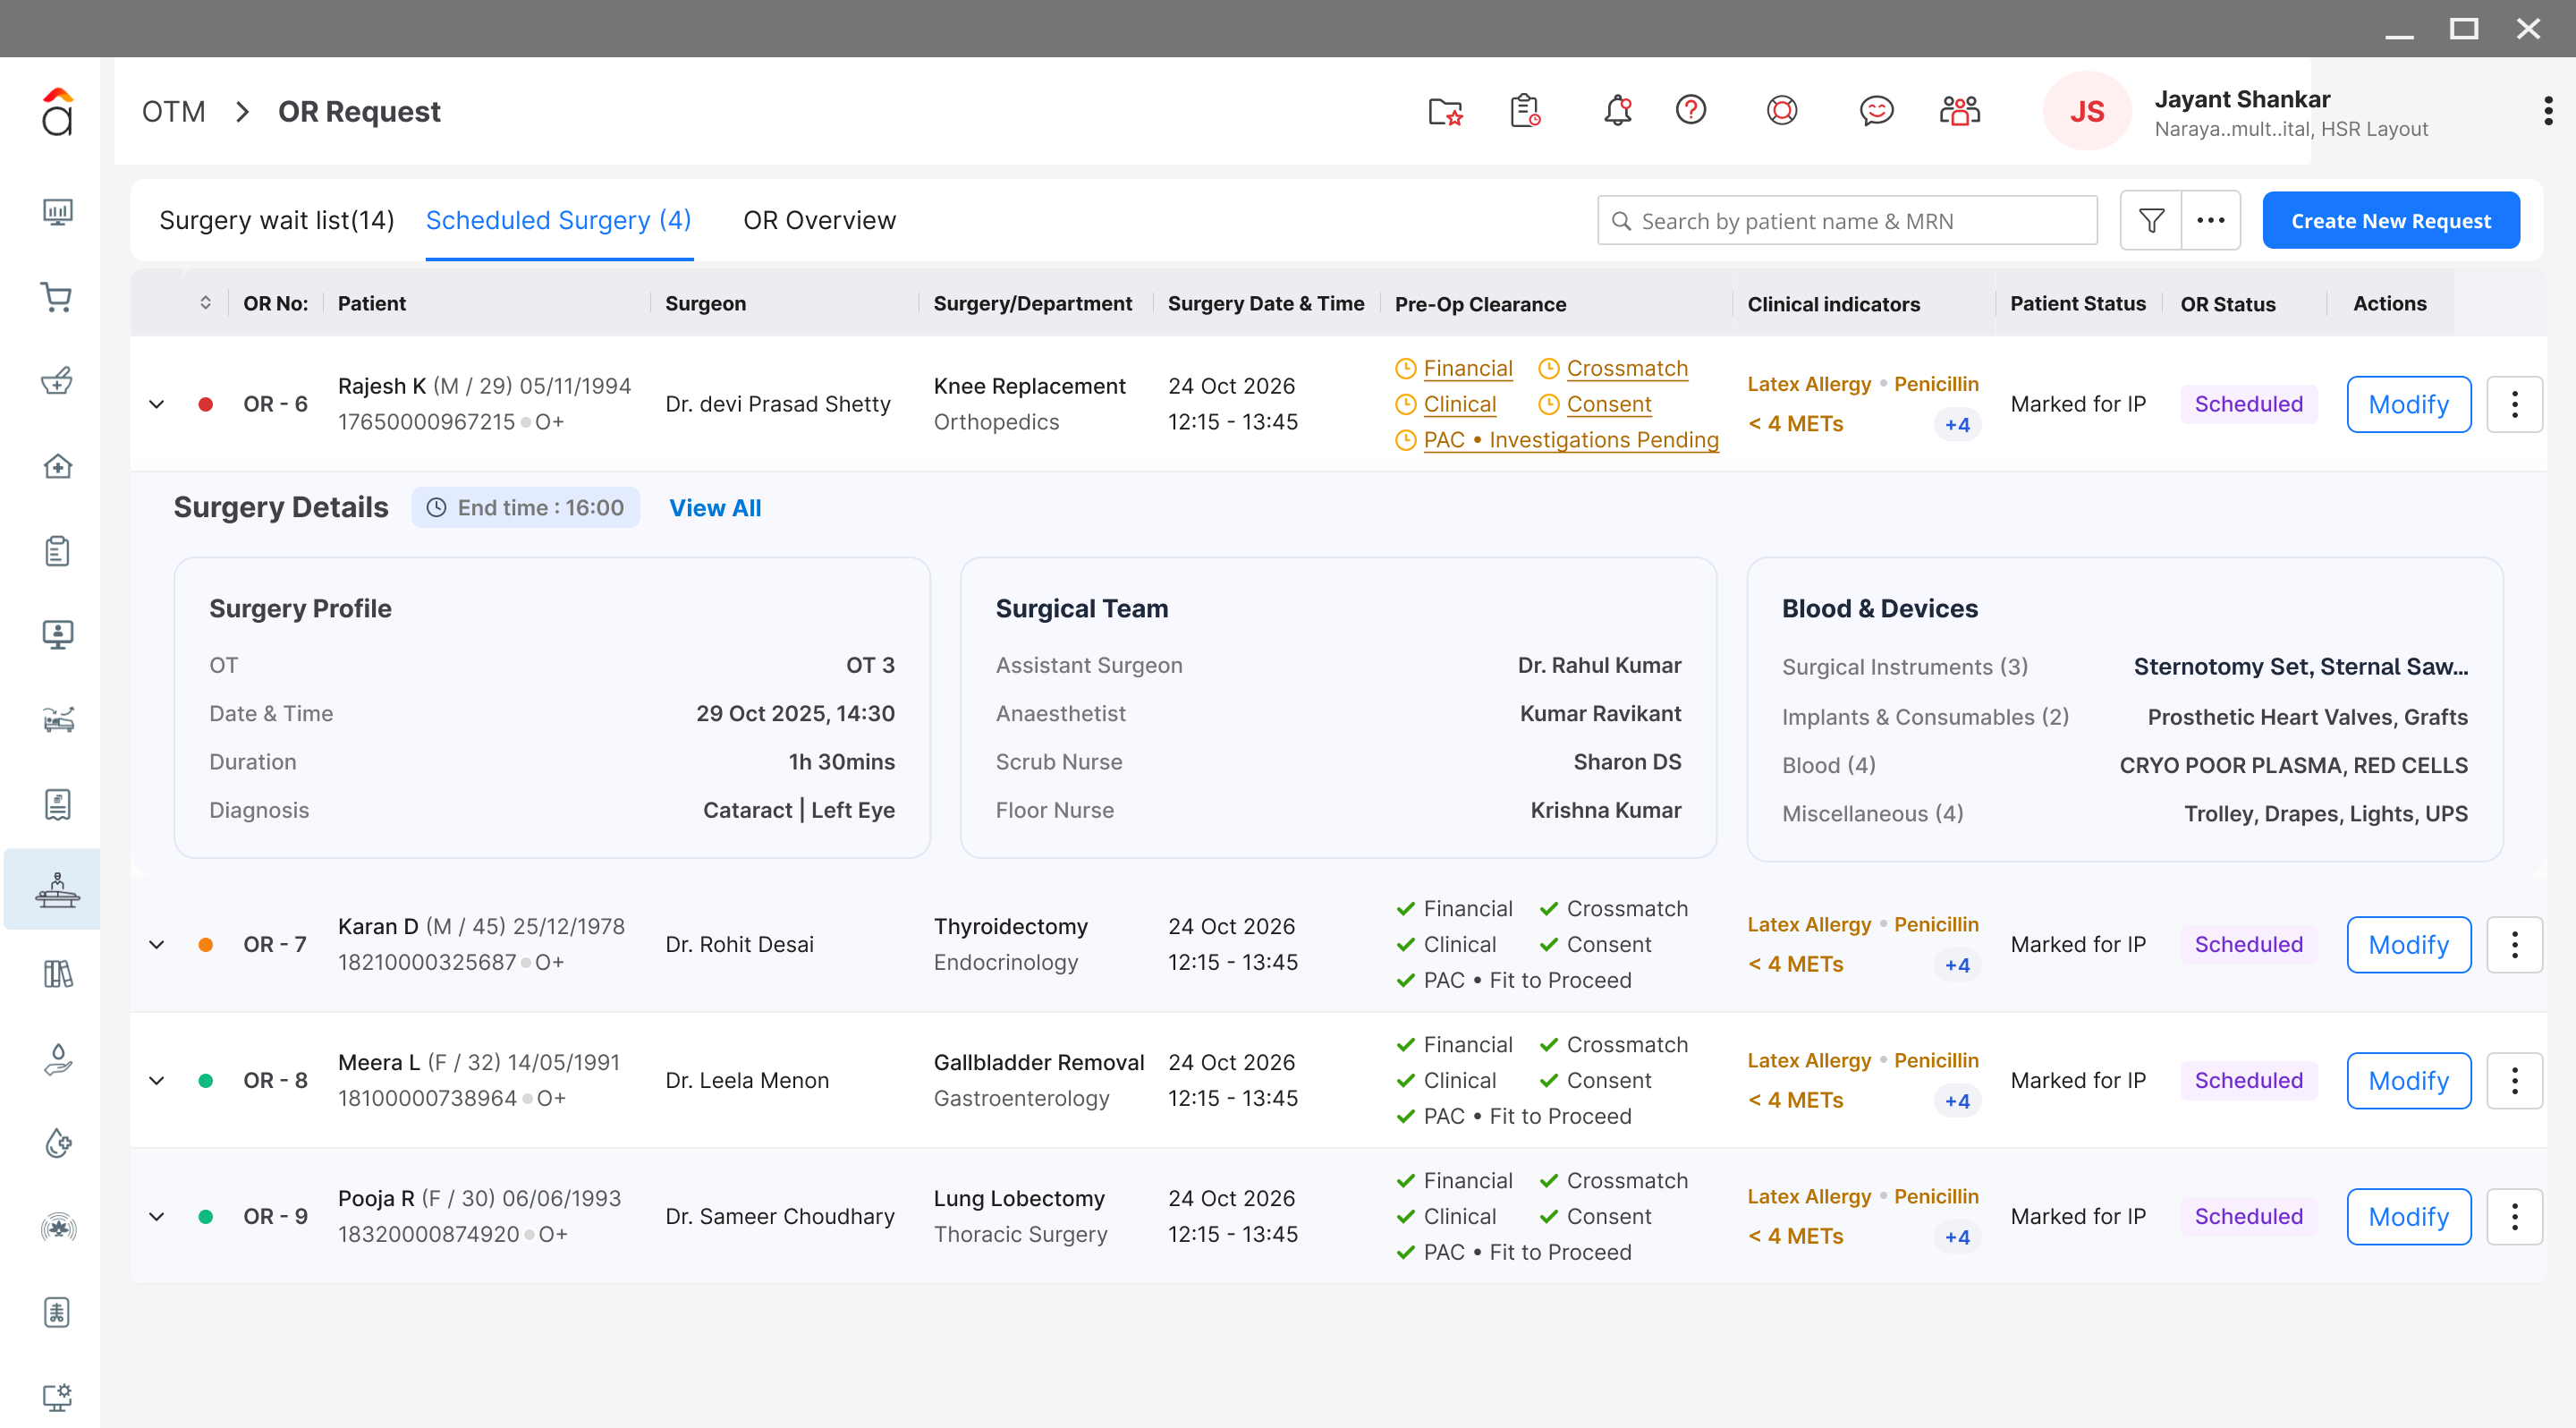 OTM > OR Request
JS
Jayant Shankar
Naraya..mult..ital, HSR Layout
Surgery wait list(14)
Scheduled Surgery (4)
OR Overview
Search by patient name & MRN
Create New Request
OR No:
Patient
Surgeon
Surgery/Department
Surgery Date & Time
Pre-Op Clearance
Clinical indicators
Patient Status
OR Status
Actions
OR - 6
Rajesh K (M / 29) 05/11/1994
17650000967215 O+
Dr. devi Prasad Shetty
Knee Replacement
Orthopedics
24 Oct 2026
12:15 - 13:45
Financial
Crossmatch
Clinical
Consent
PAC • Investigations Pending
Latex Allergy • Penicillin
< 4 METs
+4
Marked for IP
Scheduled
Modify
Surgery Details
End time : 16:00
View All
Surgery Profile
OT
OT 3
Date & Time
29 Oct 2025, 14:30
Duration
1h 30mins
Diagnosis
Cataract | Left Eye
Surgical Team
Assistant Surgeon
Dr. Rahul Kumar
Anaesthetist
Kumar Ravikant
Scrub Nurse
Sharon DS
Floor Nurse
Krishna Kumar
Blood & Devices
Surgical Instruments (3)
Sternotomy Set, Sternal Saw...
Implants & Consumables (2)
Prosthetic Heart Valves, Grafts
Blood (4)
CRYO POOR PLASMA, RED CELLS
Miscellaneous (4)
Trolley, Drapes, Lights, UPS
OR - 7
Karan D (M / 45) 25/12/1978
18210000325687 O+
Dr. Rohit Desai
Thyroidectomy
Endocrinology
24 Oct 2026
12:15 - 13:45
Financial
Crossmatch
Clinical
Consent
PAC • Fit to Proceed
Latex Allergy • Penicillin
< 4 METs
+4
Marked for IP
Scheduled
Modify
OR - 8
Meera L (F / 32) 14/05/1991
18100000738964 O+
Dr. Leela Menon
Gallbladder Removal
Gastroenterology
24 Oct 2026
12:15 - 13:45
Financial
Crossmatch
Clinical
Consent
PAC • Fit to Proceed
Latex Allergy • Penicillin
< 4 METs
+4
Marked for IP
Scheduled
Modify
OR - 9
Pooja R (F / 30) 06/06/1993
18320000874920 O+
Dr. Sameer Choudhary
Lung Lobectomy
Thoracic Surgery
24 Oct 2026
12:15 - 13:45
Financial
Crossmatch
Clinical
Consent
PAC • Fit to Proceed
Latex Allergy • Penicillin
< 4 METs
+4
Marked for IP
Scheduled
Modify